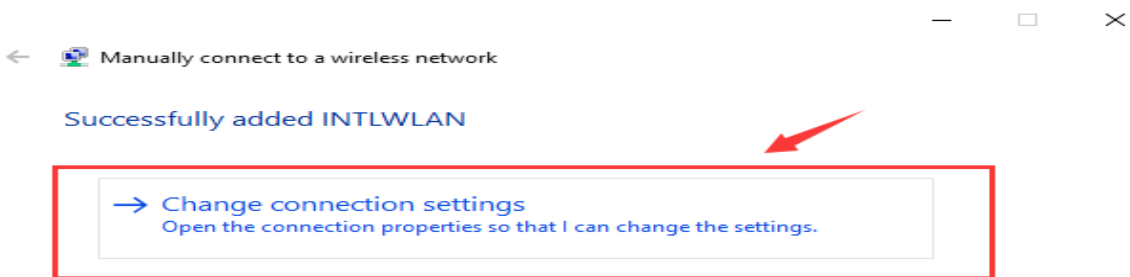 Manually connect to a wireless network
Successfully added INTLWLAN
Change connection settings
Open the connection properties so that I can change the settings.